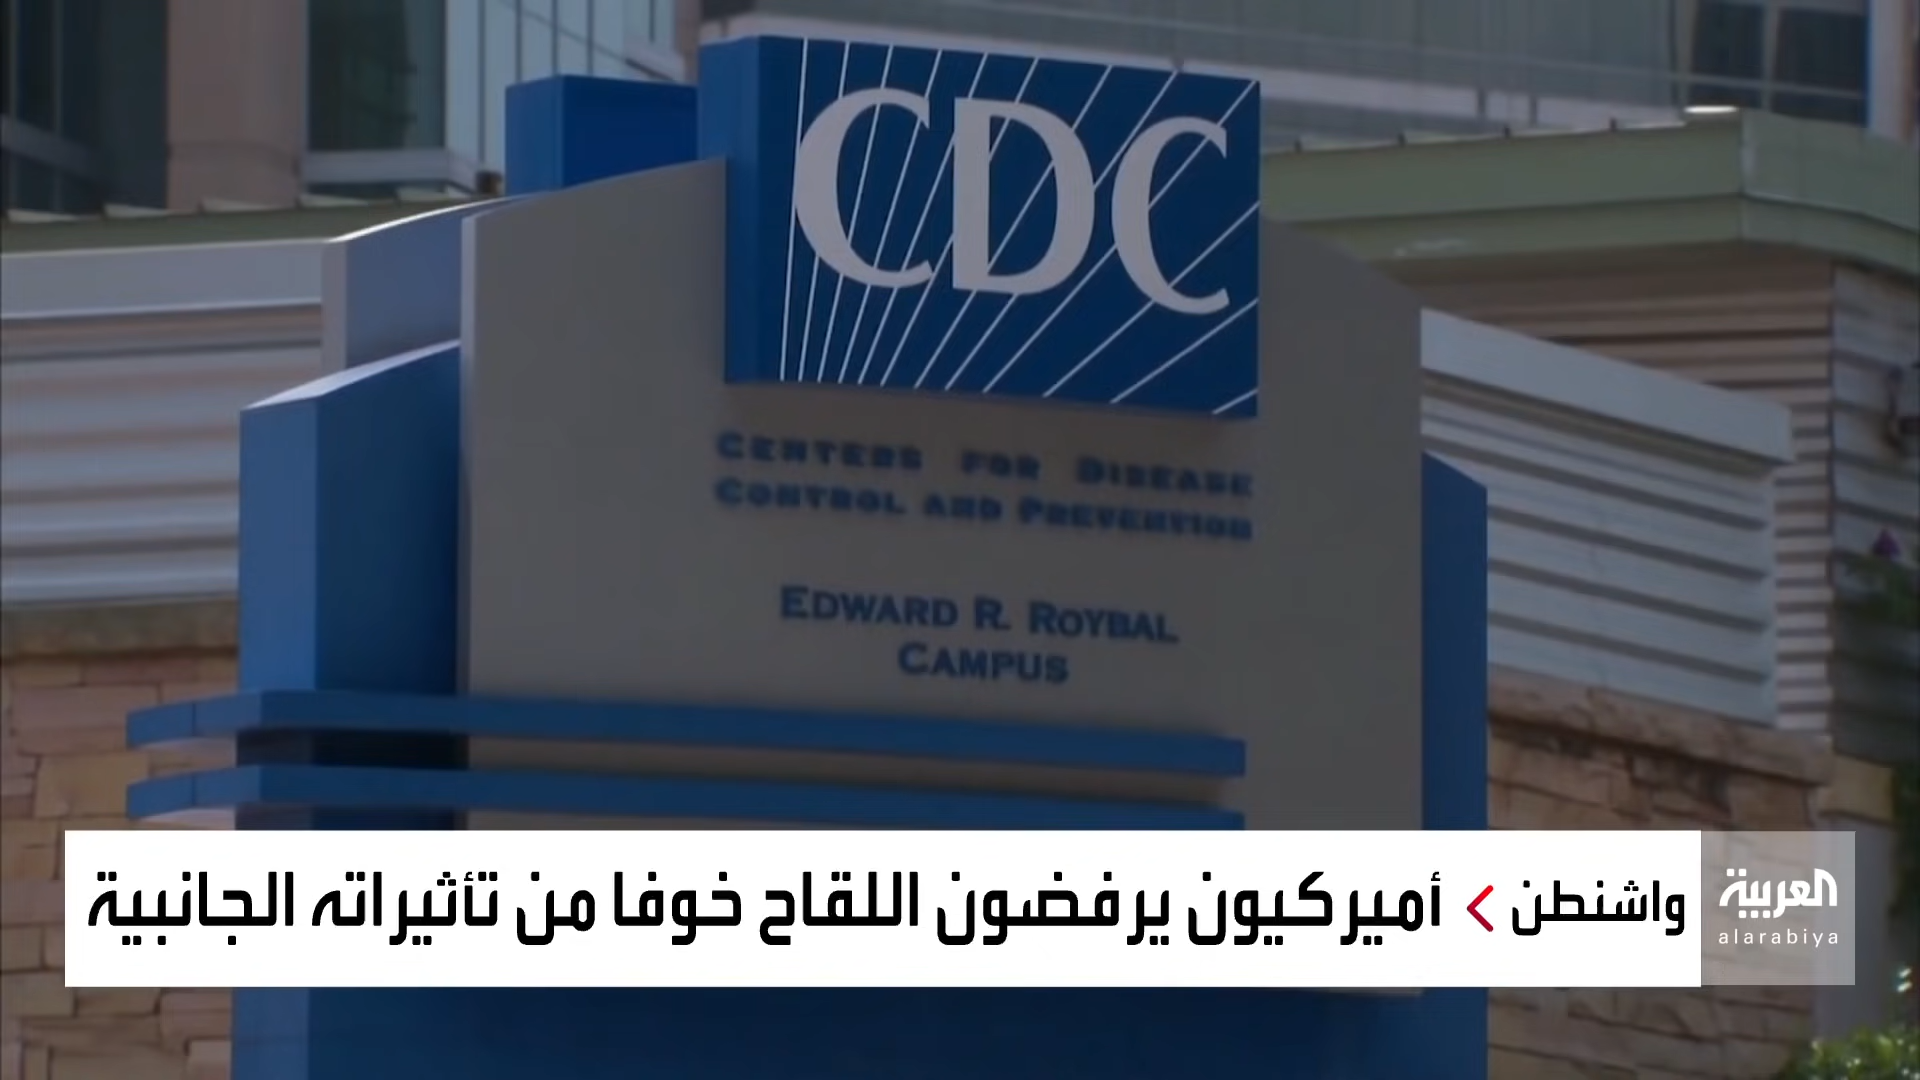 CDC
CENTERS FOR DISEASE
CONTROL AND PREVENTION
EDWARD R. ROYBAL
CAMPUS
واشنطن > أميركيون يرفضون اللقاح خوفا من تأثيراته الجانبية
العربية
alarabiya